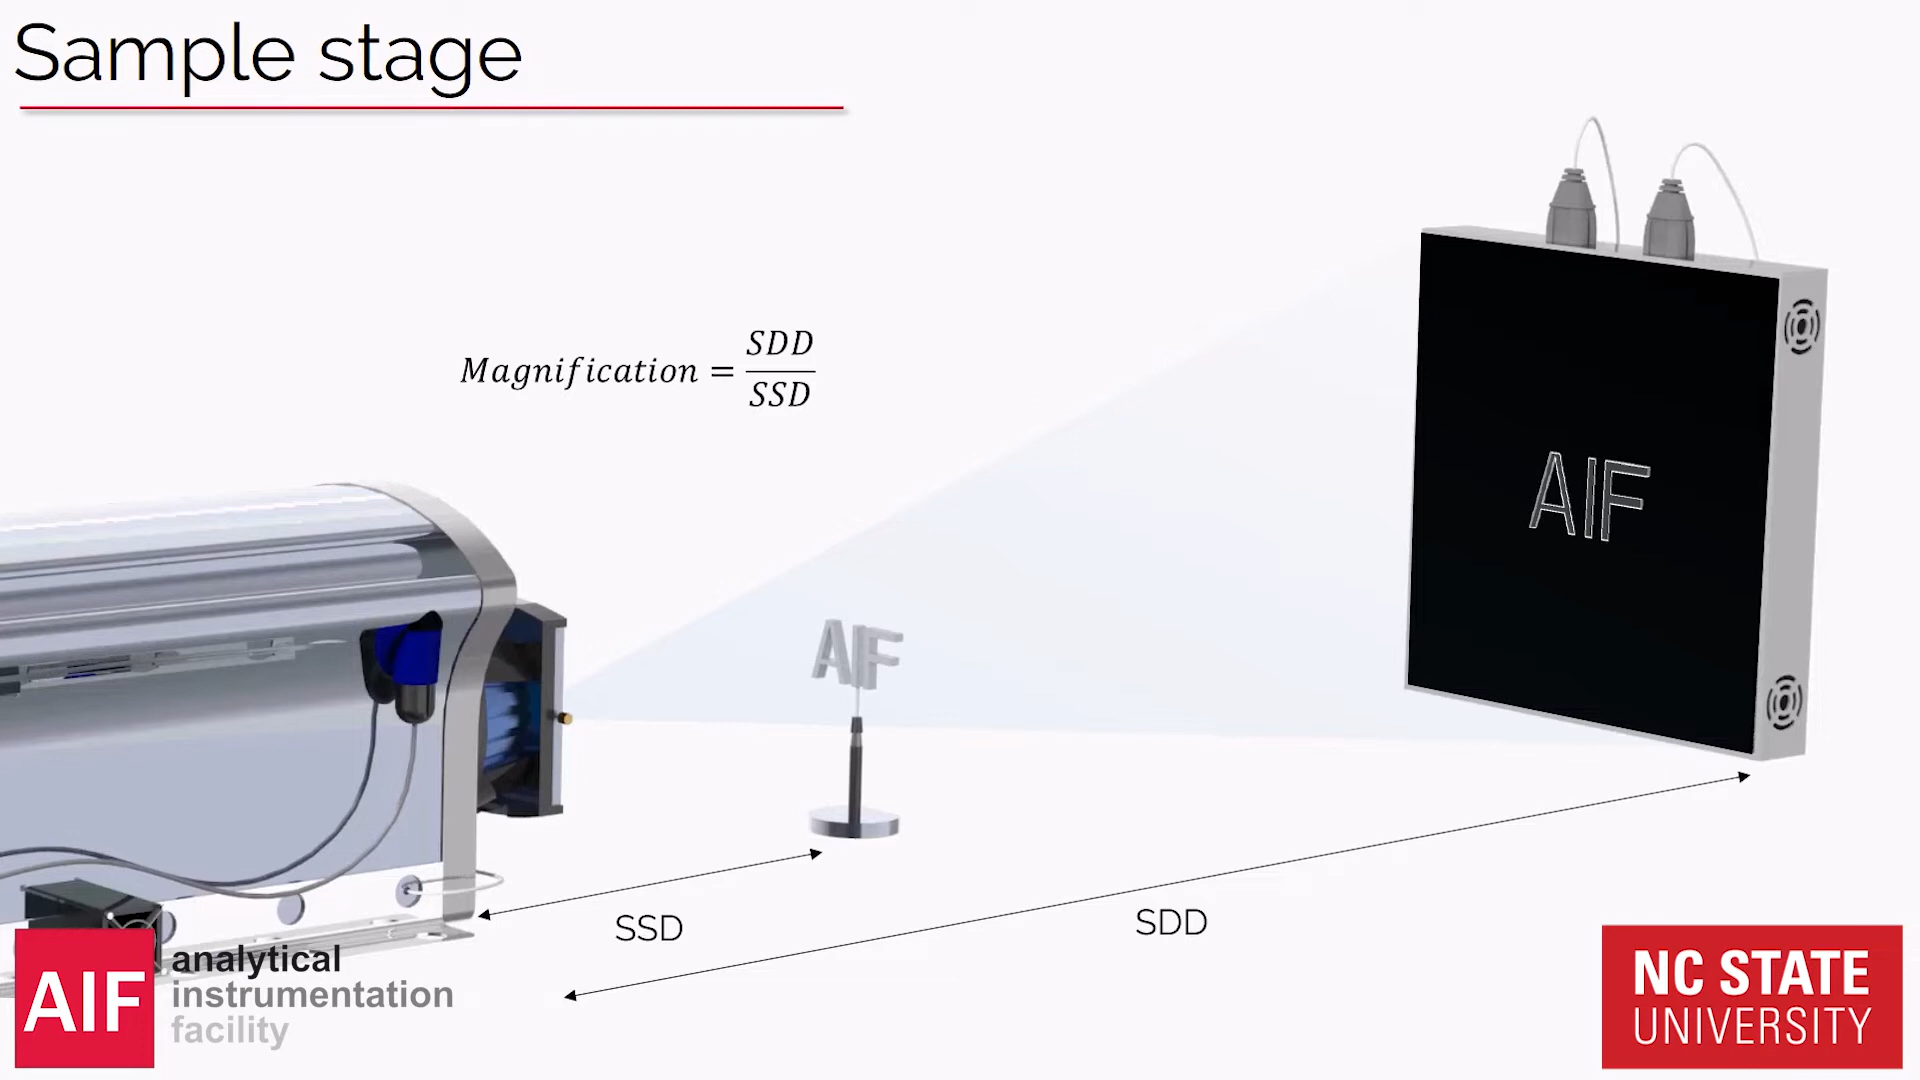 Sample stage
Magnification = SDD/SSD
AIF
AIF
SSD
SDD
AIF
analytical
instrumentation
facility
NC STATE
UNIVERSITY